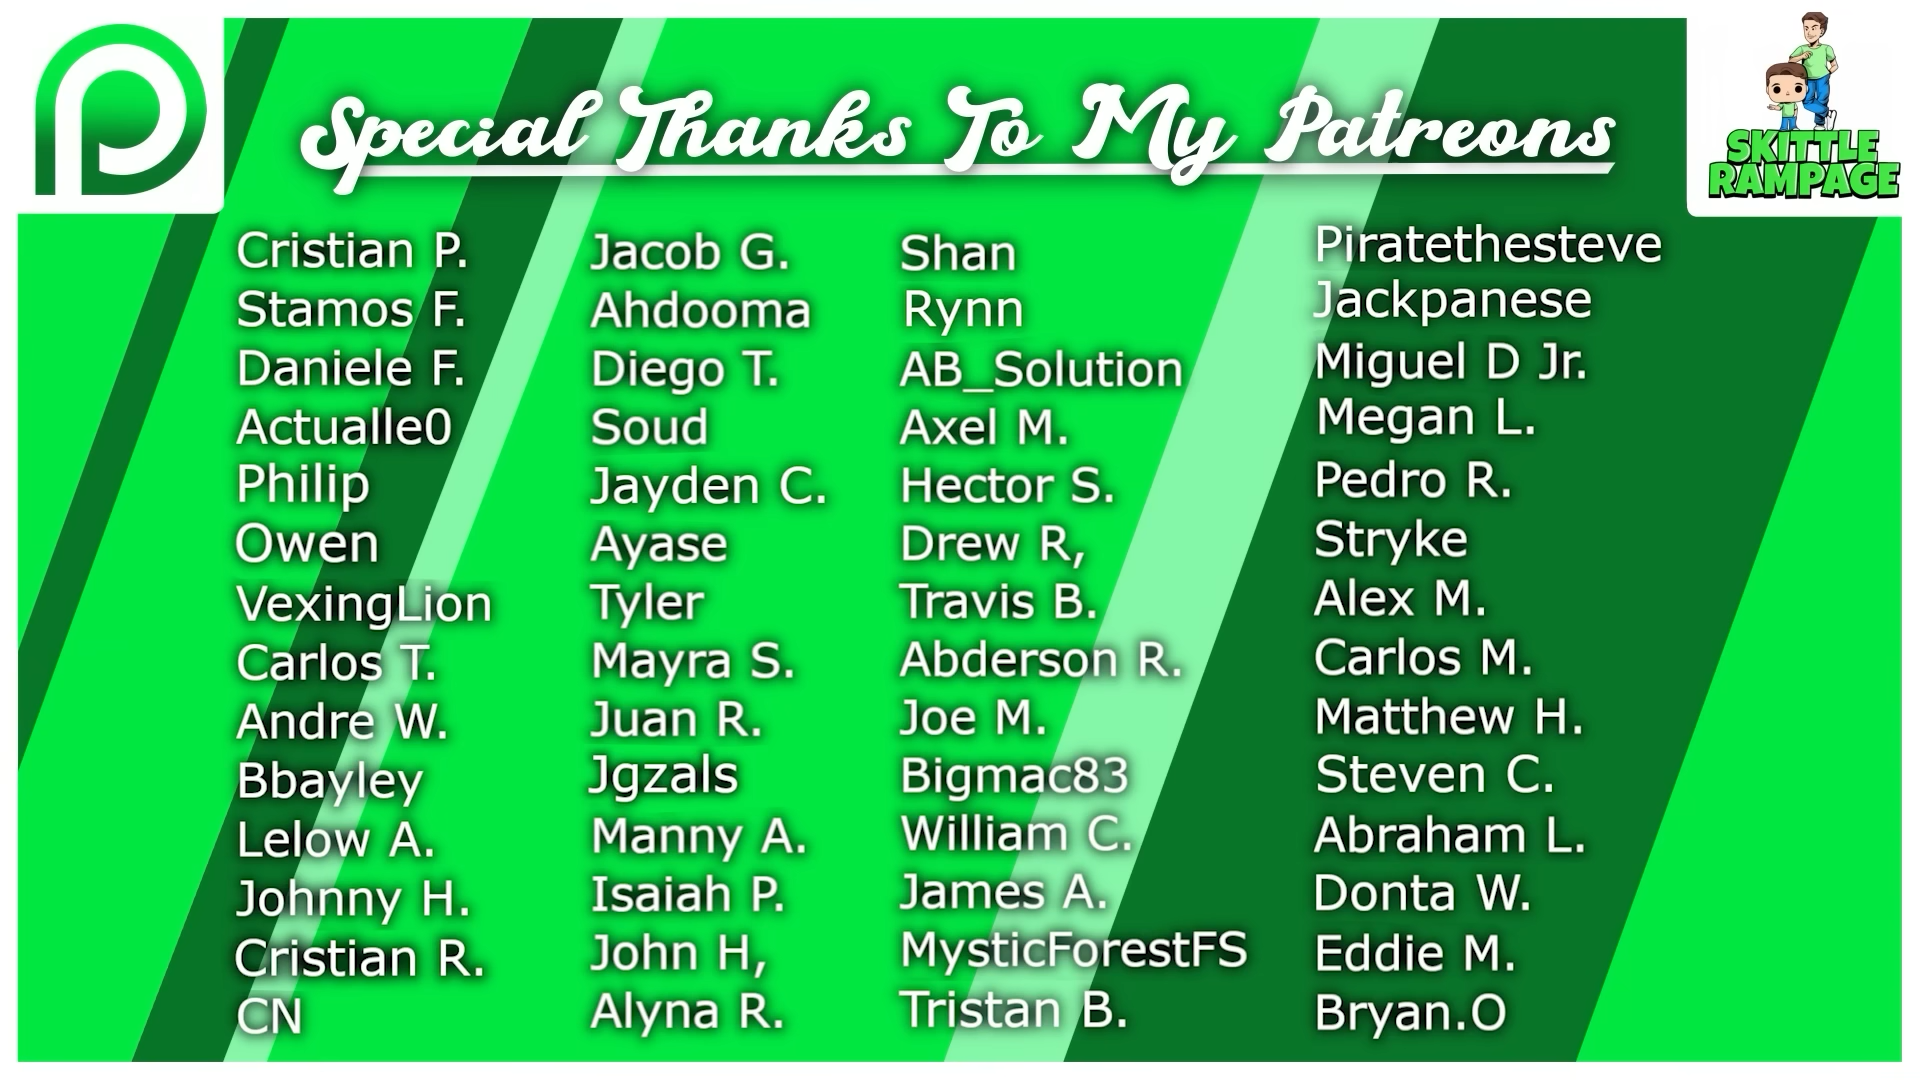 Special Thanks To My Patreons
SKITTLE
RAMPAGE
Cristian P.
Stamos F.
Daniele F.
Actualle0
Philip
Owen
VexingLion
Carlos T.
Andre W.
Bbayley
Lelow A.
Johnny H.
Cristian R.
CN
Jacob G.
Ahdooma
Diego T.
Soud
Jayden C.
Ayase
Tyler
Mayra S.
Juan R.
Jgzals
Manny A.
Isaiah P.
John H,
Alyna R.
Shan
Rynn
AB_Solution
Axel M.
Hector S.
Drew R,
Travis B.
Abderson R.
Joe M.
Bigmac83
William C.
James A.
MysticForestFS
Tristan B.
Piratethesteve
Jackpanese
Miguel D Jr.
Megan L.
Pedro R.
Stryke
Alex M.
Carlos M.
Matthew H.
Steven C.
Abraham L.
Donta W.
Eddie M.
Bryan.O